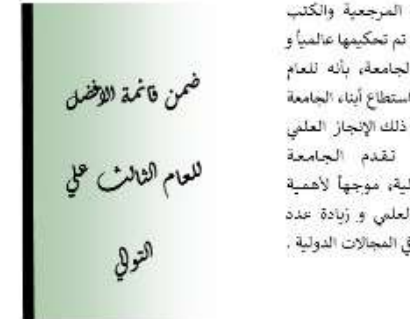 المرجعية والكتب
تم تحكيمها عالمياً و
الجامعة، بأنه للعام
استطاع أبناء الجامعة
ذلك الإنجاز العلمي
تقدم الجامعة
موجهاً لأهمية
العلمي و زيادة عدد
في المجالات الدولية .
ضمن قائمة الافضل
للعام الثالث علي
التوالي